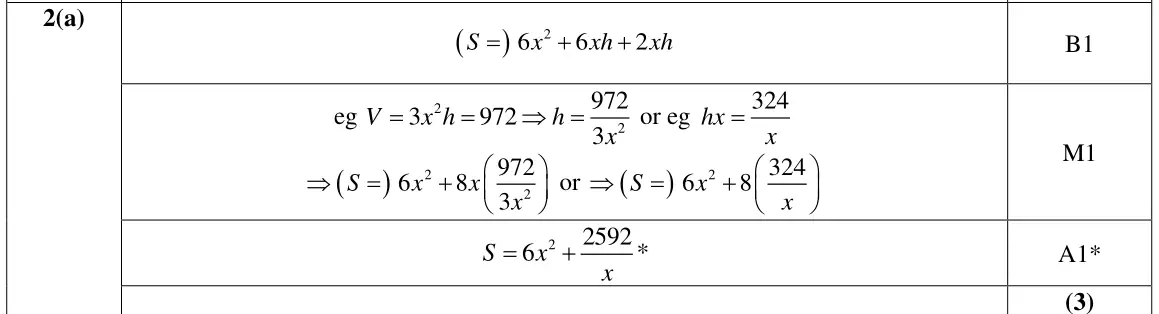 2(a)
(S =) 6x² + 6xh + 2xh
B1
eg V = 3x²h = 972 ⇒ h = 972/3x² or eg hx = 324/x
⇒ (S =) 6x² + 8x(972/3x²) or ⇒ (S =) 6x² + 8(324/x)
M1
S = 6x² + 2592/x *
A1*
(3)